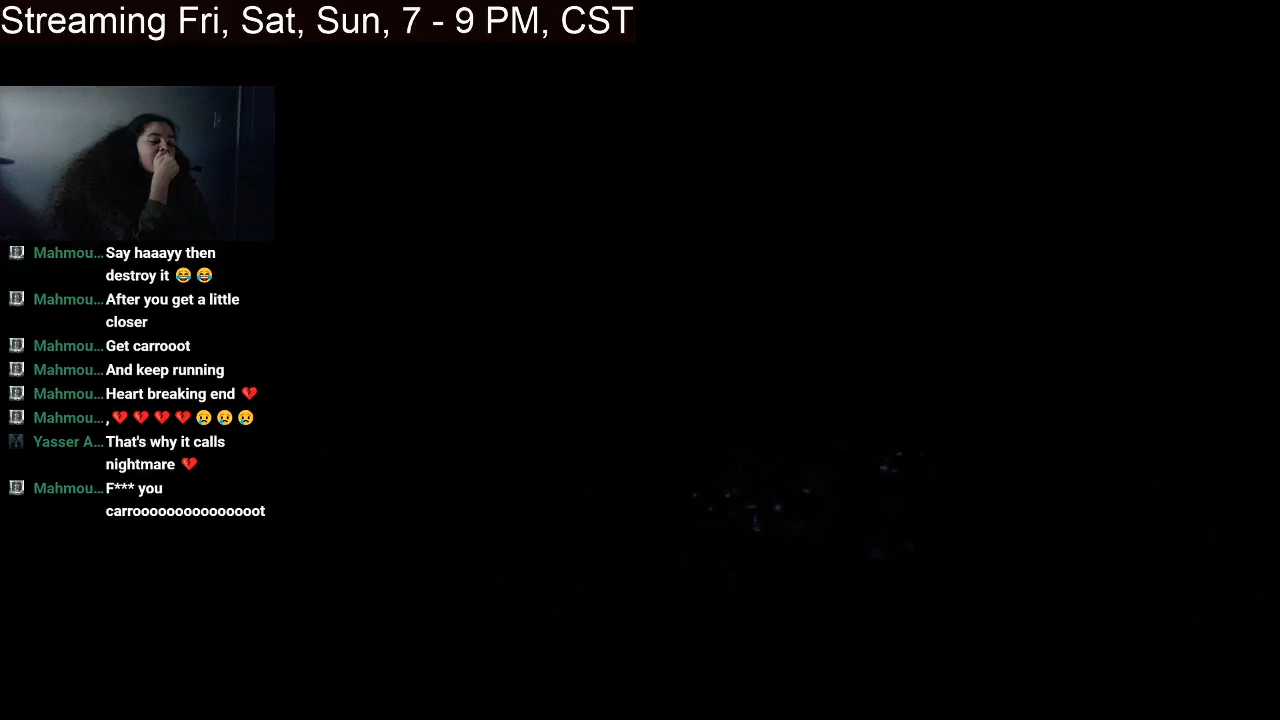 Streaming Fri, Sat, Sun, 7 - 9 PM, CST
Mahmou... Say haaayy then
destroy it 😂 😂
Mahmou... After you get a little
closer
Mahmou... Get carrooot
Mahmou... And keep running
Mahmou... Heart breaking end 💔
Mahmou... , 💔 💔 💔 💔 😢 😢 😢
Yasser A... That's why it calls
nightmare 💔
Mahmou... F*** you
carroooooooooooooot